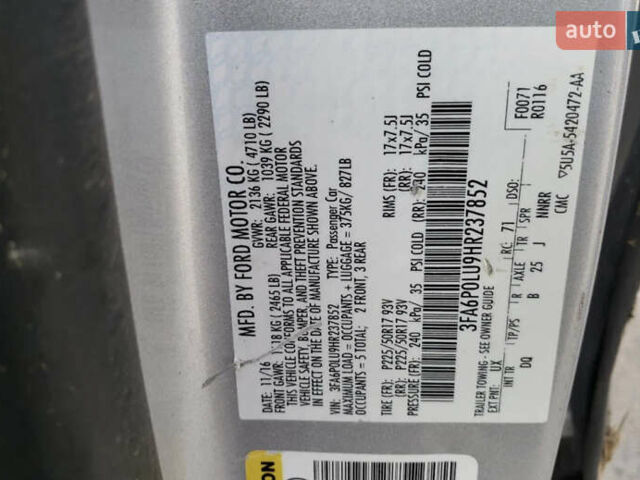 MFD. BY FORD MOTOR CO.
DATE: 11/16 GVWR: 2136 KG (4710 LB)
FRONT GAWR: 1118 KG (2465 LB) REAR GAWR: 1039 KG (2290 LB)
THIS VEHICLE CONFORMS TO ALL APPLICABLE FEDERAL MOTOR
VEHICLE SAFETY, BUMPER, AND THEFT PREVENTION STANDARDS
IN EFFECT ON THE DATE OF MANUFACTURE SHOWN ABOVE.
VIN: 3FA6P0LU9HR237852 TYPE: Passenger Car
MAXIMUM LOAD = OCCUPANTS + LUGGAGE = 375KG/ 827LB
OCCUPANTS = 5 TOTAL; 2 FRONT, 3 REAR
TIRE (FR): P225/50R17 93V RIMS (FR): 17x7.5J
(RR): P225/50R17 93V (RR): 17x7.5J
PRESSURE (FR): 240 kPa/ 35 PSI COLD (RR): 240 kPa/ 35 PSI COLD
3FA6P0LU9HR237852
F0071
R0116
TRAILER TOWING - SEE OWNER GUIDE
EXT PNT: UX RC: 71 DSO:
INT TR TP/PS R AXLE TR SPR
DQ B 25 J NMRR
CMC 5U5A-5420472-AA
ON
auto